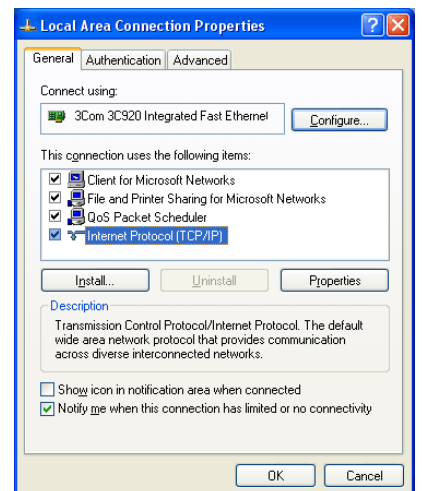 Local Area Connection Properties
General Authentication Advanced
Connect using:
3Com 3C920 Integrated Fast Ethernet Configure...
This connection uses the following items:
Client for Microsoft Networks
File and Printer Sharing for Microsoft Networks
QoS Packet Scheduler
Internet Protocol (TCP/IP)
Install... Uninstall Properties
Description
Transmission Control Protocol/Internet Protocol. The default
wide area network protocol that provides communication
across diverse interconnected networks.
Show icon in notification area when connected
Notify me when this connection has limited or no connectivity
OK Cancel